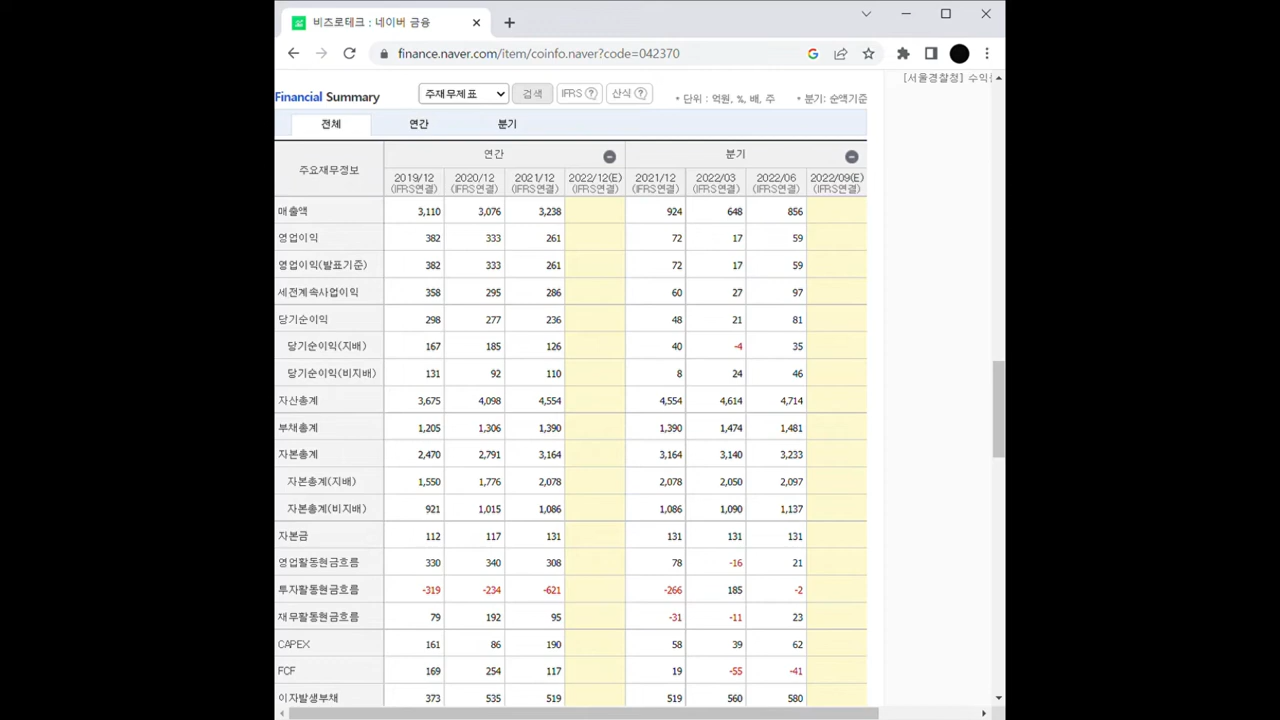 비즈로테크 : 네이버 금융
finance.naver.com/item/coinfo.naver?code=042370
[서울경찰청] 수익
Financial Summary 주재무제표 검색 IFRS ? 산식 ? * 단위 : 억원, %, 배, 주 * 분기: 순액기준
전체 연간 분기
주요재무정보 연간 분기
2019/12 2020/12 2021/12 2022/12(E) 2021/12 2022/03 2022/06 2022/09(E)
(IFRS연결) (IFRS연결) (IFRS연결) (IFRS연결) (IFRS연결) (IFRS연결) (IFRS연결) (IFRS연결)
매출액 3,110 3,076 3,238 924 648 856
영업이익 382 333 261 72 17 59
영업이익(발표기준) 382 333 261 72 17 59
세전계속사업이익 358 295 286 60 27 97
당기순이익 298 277 236 48 21 81
당기순이익(지배) 167 185 126 40 -4 35
당기순이익(비지배) 131 92 110 8 24 46
자산총계 3,675 4,098 4,554 4,554 4,614 4,714
부채총계 1,205 1,306 1,390 1,390 1,474 1,481
자본총계 2,470 2,791 3,164 3,164 3,140 3,233
자본총계(지배) 1,550 1,776 2,078 2,078 2,050 2,097
자본총계(비지배) 921 1,015 1,086 1,086 1,090 1,137
자본금 112 117 131 131 131 131
영업활동현금흐름 330 340 308 78 -16 21
투자활동현금흐름 -319 -234 -621 -266 185 -2
재무활동현금흐름 79 192 95 -31 -11 23
CAPEX 161 86 190 58 39 62
FCF 169 254 117 19 -55 -41
이자발생부채 373 535 519 519 560 580